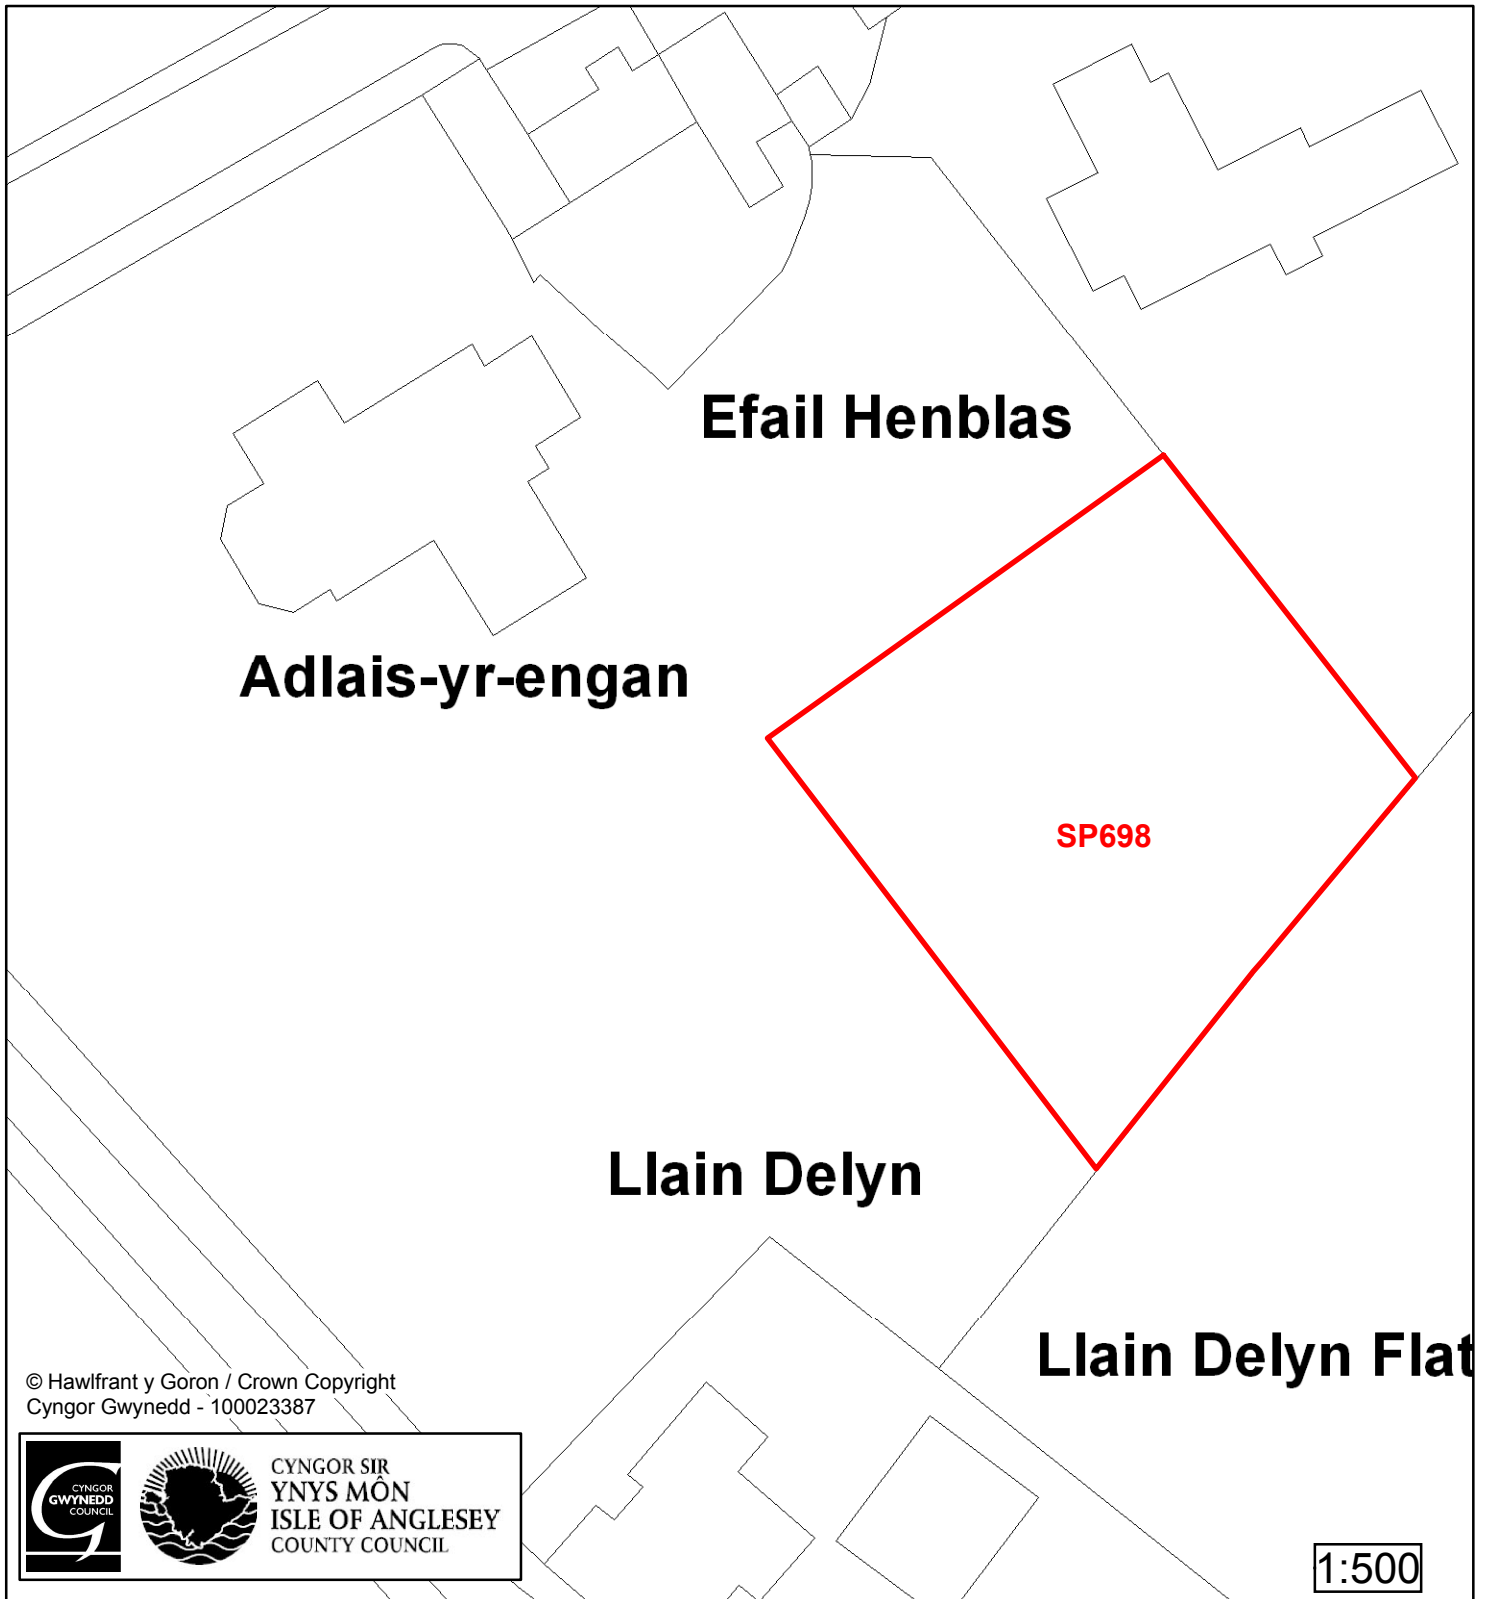 Efail Henblas
Adlais-yr-engan
SP698
Llain Delyn
Llain Delyn Flat
© Hawlfrant y Goron / Crown Copyright
Cyngor Gwynedd - 100023387
CYNGOR
GWYNEDD
COUNCIL
CYNGOR SIR
YNYS MÔN
ISLE OF ANGLESEY
COUNTY COUNCIL
1:500